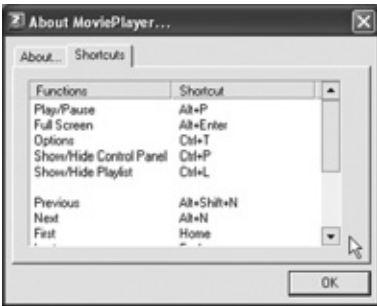 About MoviePlayer...
About... Shortcuts
Functions Shortcut
Play/Pause Alt+P
Full Screen Alt+Enter
Options Ctrl+T
Show/Hide Control Panel Ctrl+P
Show/Hide Playlist Ctrl+L
Previous Alt+Shift+N
Next Alt+N
First Home
OK